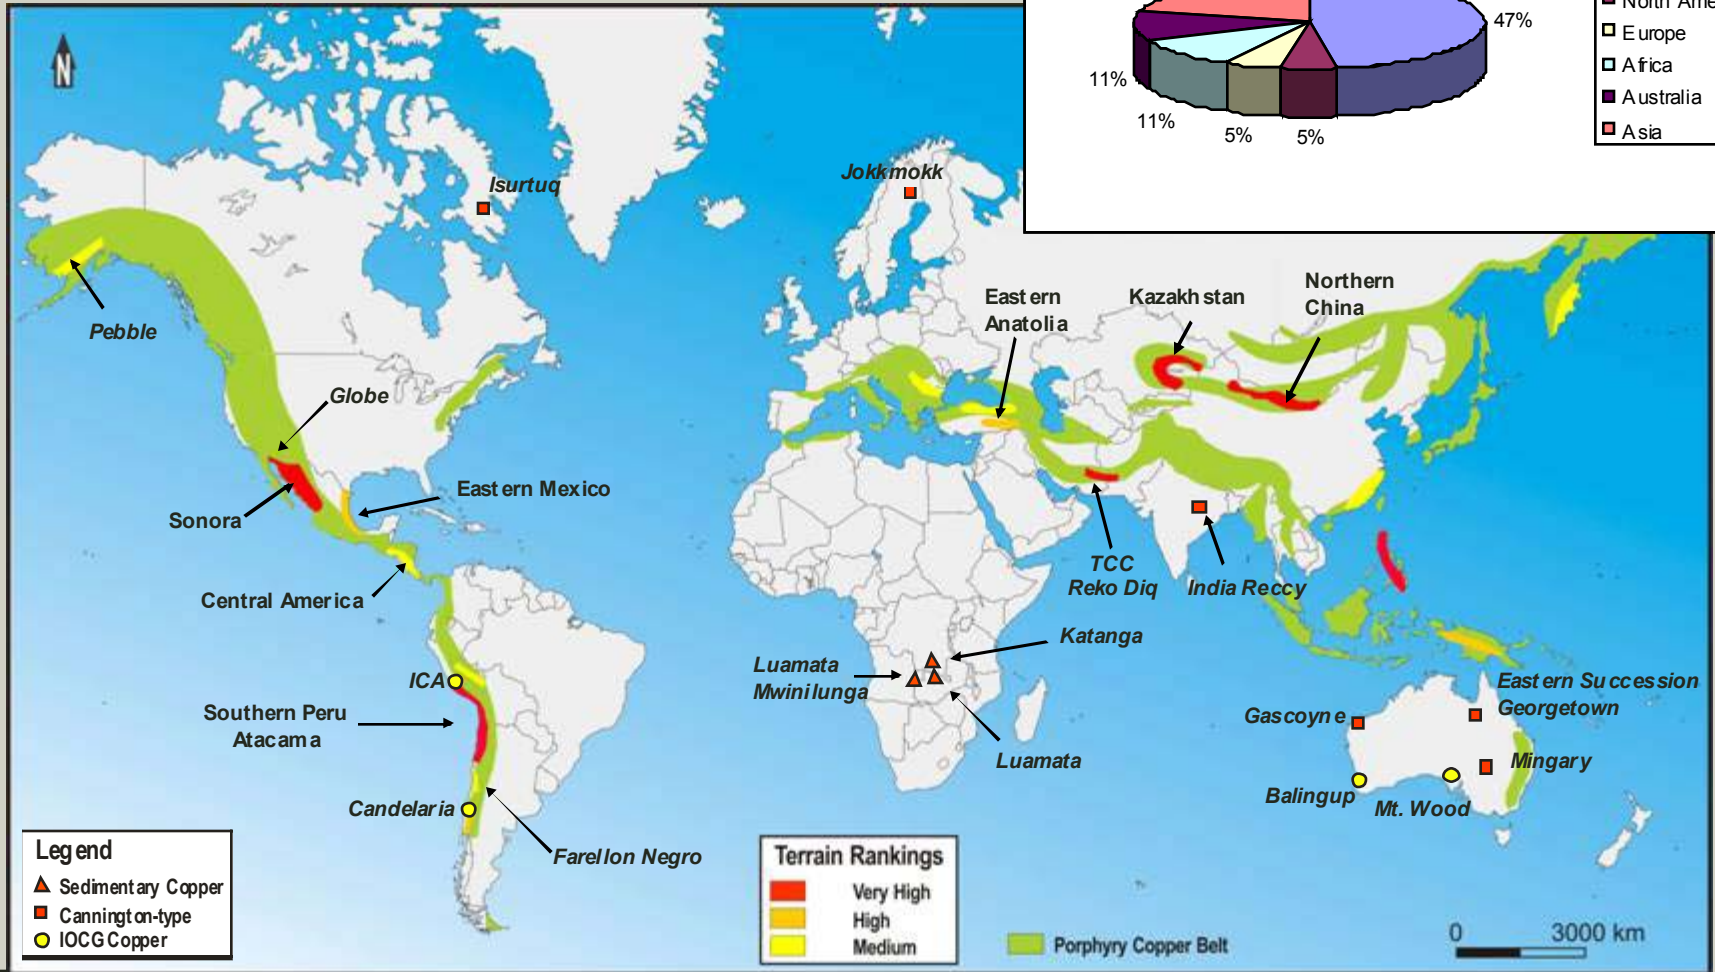 N
47%
11%
11%
5%
5%
Europe
Africa
Australia
Asia
Isurtuq
Jokkmokk
Pebble
Globe
Sonora
Eastern Mexico
Central America
ICA
Southern Peru
Atacama
Candelaria
Farellon Negro
Eastern
Anatolia
Kazakhstan
Northern
China
TCC
Reko Diq
India Reccy
Katanga
Luamata
Mwinilunga
Luamata
Eastern Succession
Georgetown
Gascoyne
Mingary
Balingup
Mt. Wood
Legend
Sedimentary Copper
Cannington-type
IOCG Copper
Terrain Rankings
Very High
High
Medium
Porphyry Copper Belt
0 3000 km